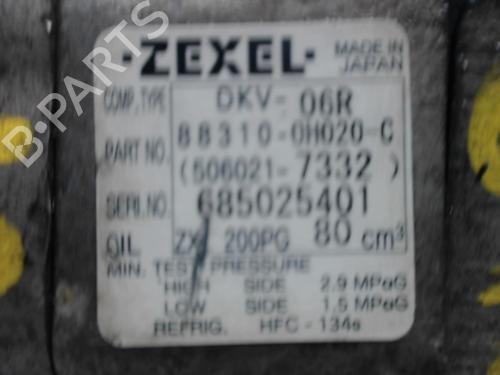 ·ZEXEL·
MADE IN
JAPAN
COMP.TYPE DKV- 06R
PART NO. 88310-0H020-C
(506021-7332)
SERI.NO. 685025401
OIL ZXL 200PG 80 cm³
MIN. TEST PRESSURE
HIGH SIDE 2.9 MPaG
LOW SIDE 1.5 MPaG
REFRIG. HFC-134a
B-PARTS